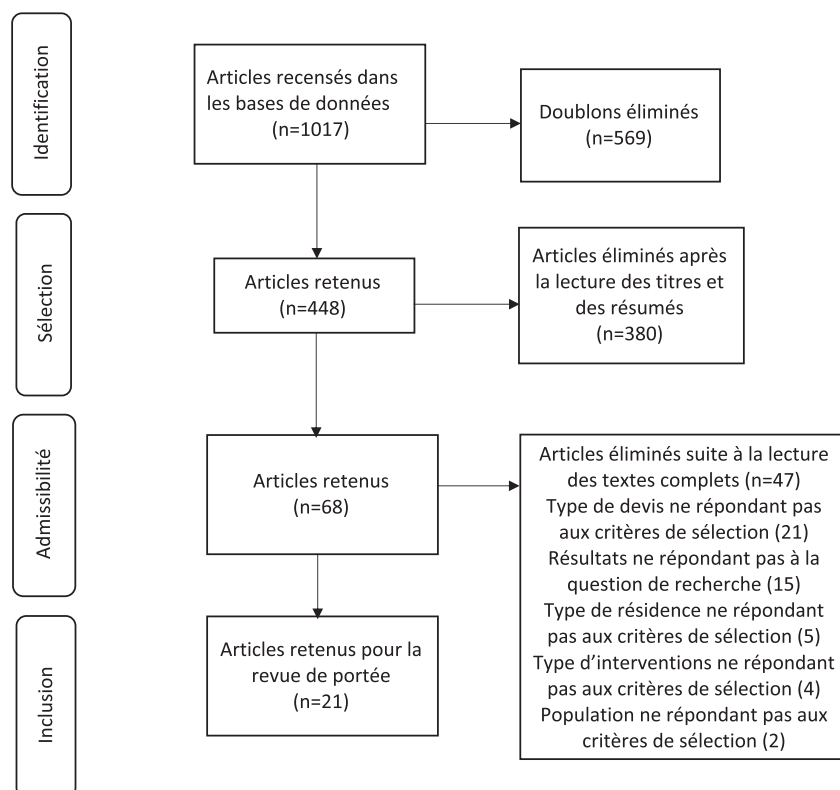 Identification
Articles recensés dans
les bases de données
(n=1017)
Doublons éliminés
(n=569)
Sélection
Articles retenus
(n=448)
Articles éliminés après
la lecture des titres et
des résumés
(n=380)
Admissibilité
Articles retenus
(n=68)
Articles éliminés suite à la lecture
des textes complets (n=47)
Type de devis ne répondant pas
aux critères de sélection (21)
Résultats ne répondant pas à la
question de recherche (15)
Type de résidence ne répondant
pas aux critères de sélection (5)
Type d’interventions ne répondant
pas aux critères de sélection (4)
Population ne répondant pas aux
critères de sélection (2)
Inclusion
Articles retenus pour la
revue de portée
(n=21)